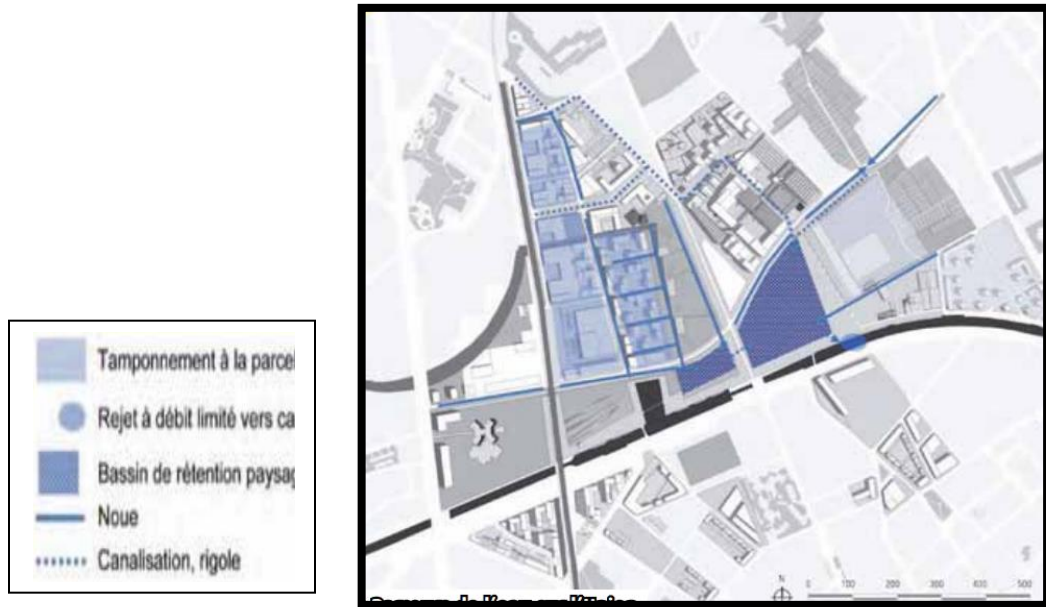 Tamponnement à la parcel
Rejet à débit limité vers ca
Bassin de rétention paysag
Noue
Canalisation, rigole
N
0 100 200 300 400 500